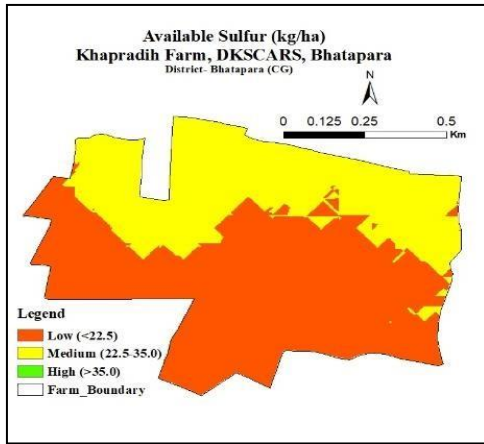 Available Sulfur (kg/ha)
Khapradih Farm, DKSCARS, Bhatapara
District- Bhatapara (CG)
N
0 0.125 0.25 0.5
Km
Legend
Low (<22.5)
Medium (22.5-35.0)
High (>35.0)
Farm_Boundary